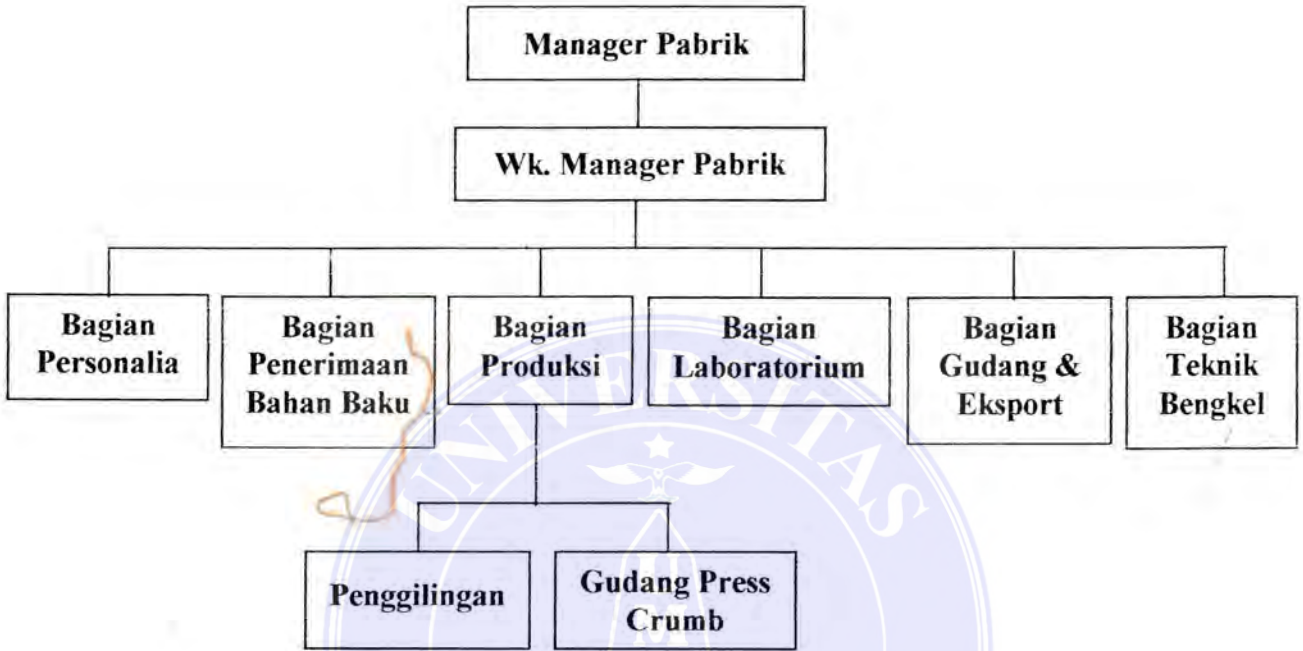 Manager Pabrik
Wk. Manager Pabrik
Bagian
Personalia
Bagian
Penerimaan
Bahan Baku
Bagian
Produksi
Bagian
Laboratorium
Bagian
Gudang &
Eksport
Bagian
Teknik
Bengkel
UNIVERSITAS
Penggilingan
Gudang Press
Crumb